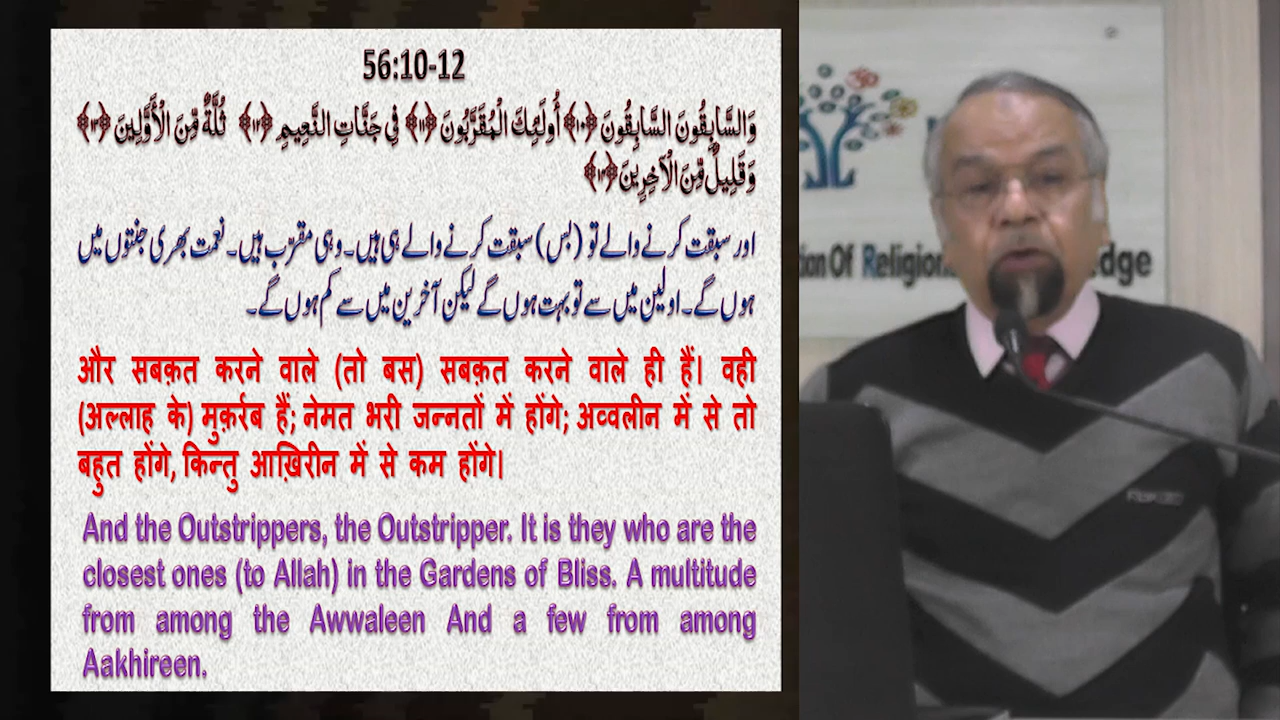 56:10-12
وَالسَّابِقُونَ السَّابِقُونَ ﴿١٠﴾ أُولَئِكَ الْمُقَرَّبُونَ ﴿١١﴾ فِي جَنَّاتِ النَّعِيمِ ﴿١٢﴾ ثُلَّةٌ مِّنَ الْأَوَّلِينَ ﴿١٣﴾
وَقَلِيلٌ مِّنَ الْآخِرِينَ ﴿١٤﴾
اور سبقت کرنے والے تو (بس) سبقت کرنے والے ہی ہیں۔ وہی مقرّب ہیں۔ نعمت بھری جنتوں میں
ہوں گے۔ اولین میں سے تو بہت ہوں گے لیکن آخرین میں سے کم ہوں گے۔
और सबक़त करने वाले (तो बस) सबक़त करने वाले ही हैं। वही
(अल्लाह के) मुक़र्रब हैं; नेमत भरी जन्नतों में होंगे; अव्वलीन में से तो
बहुत होंगे, किन्तु आख़िरीन में से कम होंगे।
And the Outstrippers, the Outstripper. It is they who are the
closest ones (to Allah) in the Gardens of Bliss. A multitude
from among the Awwaleen And a few from among
Aakhireen.
Of Religion
edge